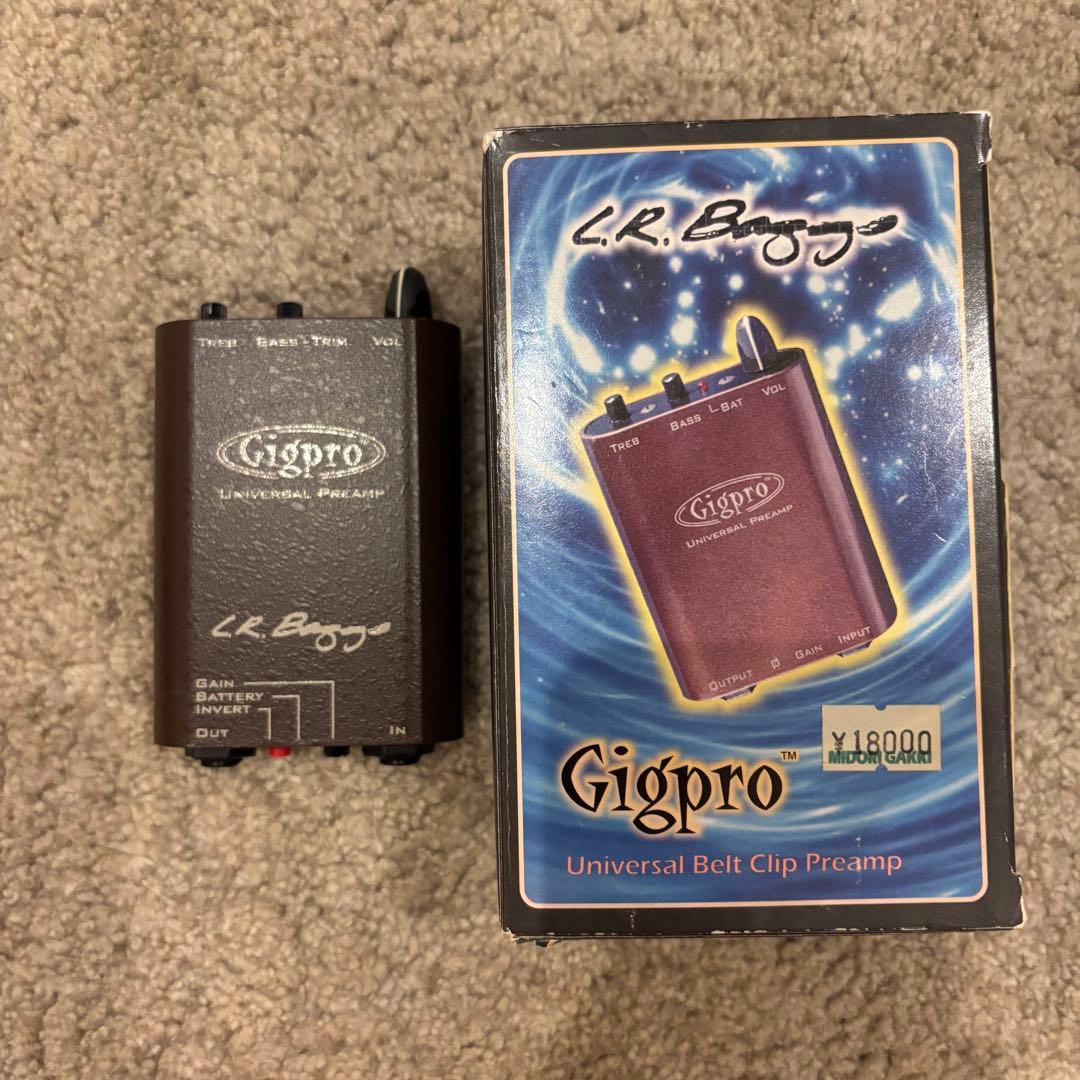 TREB BASS - TRIM VOL
Gigpro
UNIVERSAL PREAMP
L.R. Baggs
GAIN
BATTERY
INVERT
OUT IN
L.R. Baggs
TREB BASS L-BAT VOL
Gigpro™
UNIVERSAL PREAMP
OUTPUT Ø GAIN INPUT
¥18000
MIDORI GAKKI
Gigpro™
Universal Belt Clip Preamp